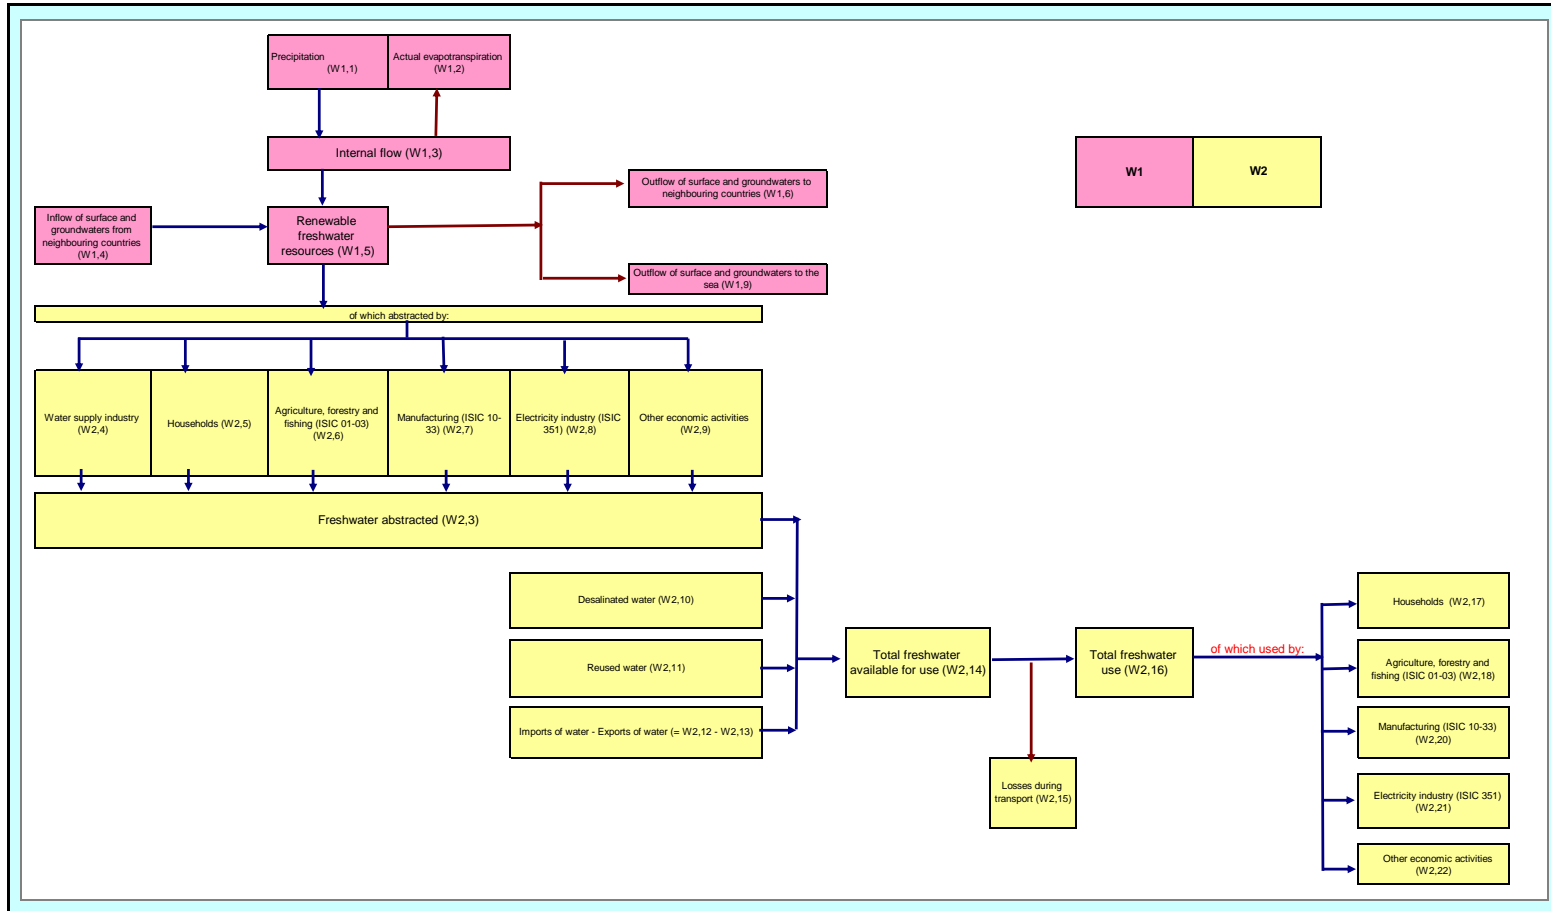 Precipitation
(W1,1)
Actual evapotranspiration
(W1,2)
Internal flow (W1,3)
W1
W2
Outflow of surface and groundwaters to
neighbouring countries (W1,6)
Inflow of surface and
groundwaters from
neighbouring countries
(W1,4)
Renewable
freshwater
resources (W1,5)
Outflow of surface and groundwaters to the
sea (W1,9)
of which abstracted by:
Water supply industry
(W2,4)
Households (W2,5)
Agriculture, forestry and
fishing (ISIC 01-03)
(W2,6)
Manufacturing (ISIC 10-
33) (W2,7)
Electricity industry (ISIC
351) (W2,8)
Other economic activities
(W2,9)
Freshwater abstracted (W2,3)
Desalinated water (W2,10)
Reused water (W2,11)
Imports of water - Exports of water (= W2,12 - W2,13)
Total freshwater
available for use (W2,14)
Losses during
transport (W2,15)
Total freshwater
use (W2,16)
of which used by:
Households  (W2,17)
Agriculture, forestry and
fishing (ISIC 01-03) (W2,18)
Manufacturing (ISIC 10-33)
(W2,20)
Electricity industry (ISIC 351)
(W2,21)
Other economic activities
(W2,22)